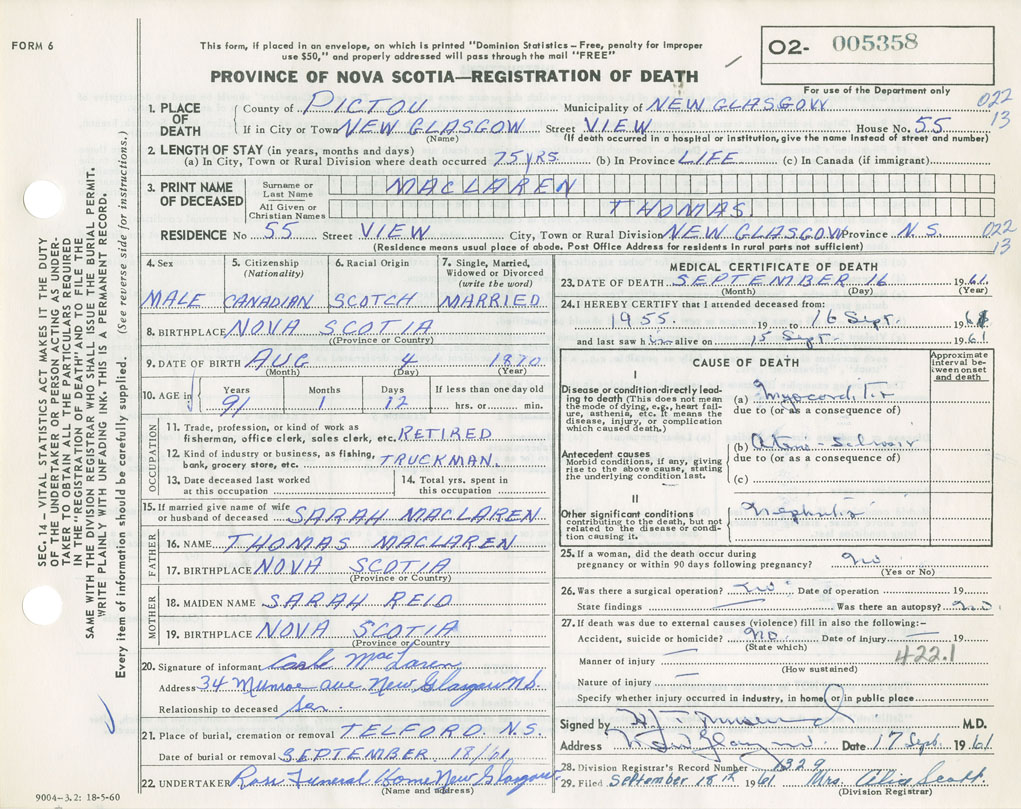 FORM 6
This form, if placed in an envelope, on which is printed "Dominion Statistics – Free, penalty for improper
use $50," and properly addressed will pass through the mail "FREE"
O2- 005358
PROVINCE OF NOVA SCOTIA—REGISTRATION OF DEATH
For use of the Department only
022
13
1. PLACE OF DEATH
County of PICTOU Municipality of NEW GLASGOW
If in City or Town NEW GLASGOW Street VIEW House No. 55
(Name) (If death occurred in a hospital or institution, give the name instead of street and number)
2. LENGTH OF STAY (in years, months and days)
(a) In City, Town or Rural Division where death occurred 75 YRS. (b) In Province LIFE (c) In Canada (if immigrant)
3. PRINT NAME OF DECEASED
Surname or Last Name MACLAREN
All Given or Christian Names THOMAS
RESIDENCE No 55 Street VIEW City, Town or Rural Division NEW GLASGOW Province N.S.
022
13
(Residence means usual place of abode. Post Office Address for residents in rural parts not sufficient)
4. Sex
MALE
5. Citizenship (Nationality)
CANADIAN
6. Racial Origin
SCOTCH
7. Single, Married, Widowed or Divorced (write the word)
MARRIED
8. BIRTHPLACE NOVA SCOTIA
(Province or Country)
9. DATE OF BIRTH AUG 4 1870
(Month) (Day) (Year)
10. AGE in
Years Months Days If less than one day old
91 1 12 hrs. or min.
OCCUPATION
11. Trade, profession, or kind of work as
fisherman, office clerk, sales clerk, etc. RETIRED
12. Kind of industry or business, as fishing,
bank, grocery store, etc. TRUCKMAN.
13. Date deceased last worked at this occupation
14. Total yrs. spent in this occupation
15. If married give name of wife
or husband of deceased SARAH MACLAREN
FATHER
16. NAME THOMAS MACLAREN
17. BIRTHPLACE NOVA SCOTIA
(Province or Country)
MOTHER
18. MAIDEN NAME SARAH REID
19. BIRTHPLACE NOVA SCOTIA
(Province or Country)
20. Signature of informant MacLaren
Address 34 Munroe ave New Glasgow N.S.
Relationship to deceased Son
21. Place of burial, cremation or removal TELFORD. N.S.
Date of burial or removal SEPTEMBER 18/61
22. UNDERTAKER Ross Funeral Home New Glasgow
(Name and address)
MEDICAL CERTIFICATE OF DEATH
23. DATE OF DEATH SEPTEMBER 16 1961
(Month) (Day) (Year)
24. I HEREBY CERTIFY that I attended deceased from:
1955. 19 to 16 Sept. 1961
and last saw him alive on 15 Sept. 1961
CAUSE OF DEATH
Approximate interval between onset and death
I
Disease or condition directly leading to death (This does not mean the mode of dying, e.g., heart failure, asthenia, etc. It means the disease, injury, or complication which caused death.)
(a) Myocarditis
due to (or as a consequence of)
Antecedent causes
Morbid conditions, if any, giving rise to the above cause, stating the underlying condition last.
(b)
due to (or as a consequence of)
(c)
II
Other significant conditions
contributing to the death, but not related to the disease or condition causing it.
Nephritis
25. If a woman, did the death occur during
pregnancy or within 90 days following pregnancy? No
(Yes or No)
26. Was there a surgical operation? No Date of operation 19
State findings Was there an autopsy? No
27. If death was due to external causes (violence) fill in also the following:-
Accident, suicide or homicide? NO Date of injury 19
(State which)
422.1
Manner of injury
(How sustained)
Nature of injury
Specify whether injury occurred in industry, in home, or in public place
Signed by M.D.
Address New Glasgow Date 17 Sept. 1961
28. Division Registrar's Record Number 1329
29. Filed September 18th 1961 Mrs. Scott
(Division Registrar)
SEC. 14 – VITAL STATISTICS ACT MAKES IT THE DUTY
OF THE UNDERTAKER OR PERSON ACTING AS UNDER-
TAKER TO OBTAIN ALL THE PARTICULARS REQUIRED
IN THE "REGISTRATION OF DEATH" AND TO FILE THE
SAME WITH THE DIVISION REGISTRAR WHO SHALL ISSUE THE BURIAL PERMIT.
WRITE PLAINLY WITH UNFADING INK. THIS IS A PERMANENT RECORD.
Every item of information should be carefully supplied. (See reverse side for instructions.)
9004–3.2: 18-5-60